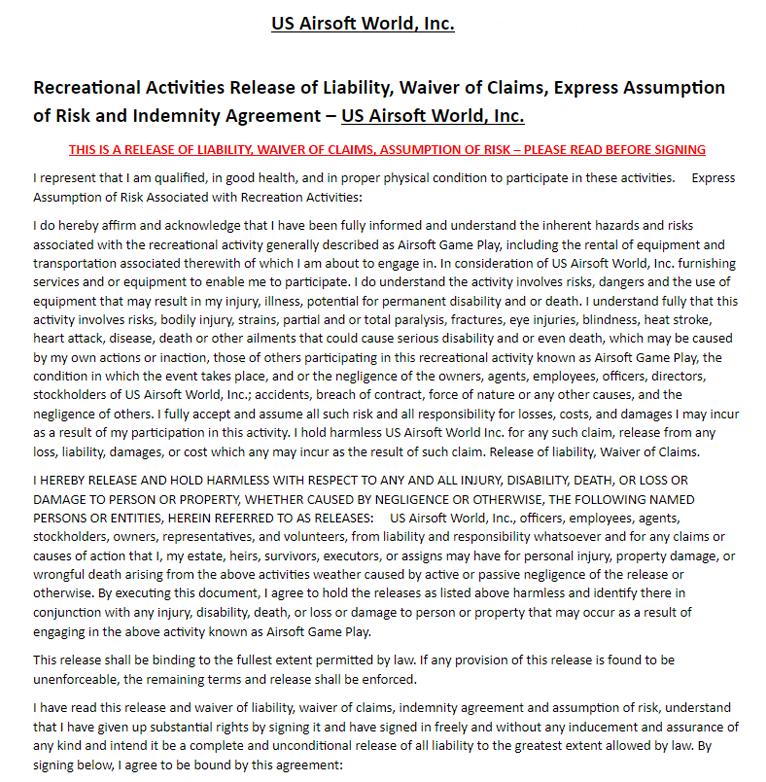 US Airsoft World, Inc.
Recreational Activities Release of Liability, Waiver of Claims, Express Assumption
of Risk and Indemnity Agreement – US Airsoft World, Inc.
THIS IS A RELEASE OF LIABILITY, WAIVER OF CLAIMS, ASSUMPTION OF RISK – PLEASE READ BEFORE SIGNING
I represent that I am qualified, in good health, and in proper physical condition to participate in these activities. Express
Assumption of Risk Associated with Recreation Activities:
I do hereby affirm and acknowledge that I have been fully informed and understand the inherent hazards and risks
associated with the recreational activity generally described as Airsoft Game Play, including the rental of equipment and
transportation associated therewith of which I am about to engage in. In consideration of US Airsoft World, Inc. furnishing
services and or equipment to enable me to participate. I do understand the activity involves risks, dangers and the use of
equipment that may result in my injury, illness, potential for permanent disability and or death. I understand fully that this
activity involves risks, bodily injury, strains, partial and or total paralysis, fractures, eye injuries, blindness, heat stroke,
heart attack, disease, death or other ailments that could cause serious disability and or even death, which may be caused
by my own actions or inaction, those of others participating in this recreational activity known as Airsoft Game Play, the
condition in which the event takes place, and or the negligence of the owners, agents, employees, officers, directors,
stockholders of US Airsoft World, Inc.; accidents, breach of contract, force of nature or any other causes, and the
negligence of others. I fully accept and assume all such risk and all responsibility for losses, costs, and damages I may incur
as a result of my participation in this activity. I hold harmless US Airsoft World Inc. for any such claim, release from any
loss, liability, damages, or cost which any may incur as the result of such claim. Release of liability, Waiver of Claims.
I HEREBY RELEASE AND HOLD HARMLESS WITH RESPECT TO ANY AND ALL INJURY, DISABILITY, DEATH, OR LOSS OR
DAMAGE TO PERSON OR PROPERTY, WHETHER CAUSED BY NEGLIGENCE OR OTHERWISE, THE FOLLOWING NAMED
PERSONS OR ENTITIES, HEREIN REFERRED TO AS RELEASES: US Airsoft World, Inc., officers, employees, agents,
stockholders, owners, representatives, and volunteers, from liability and responsibility whatsoever and for any claims or
causes of action that I, my estate, heirs, survivors, executors, or assigns may have for personal injury, property damage, or
wrongful death arising from the above activities weather caused by active or passive negligence of the release or
otherwise. By executing this document, I agree to hold the releases as listed above harmless and identify there in
conjunction with any injury, disability, death, or loss or damage to person or property that may occur as a result of
engaging in the above activity known as Airsoft Game Play.
This release shall be binding to the fullest extent permitted by law. If any provision of this release is found to be
unenforceable, the remaining terms and release shall be enforced.
I have read this release and waiver of liability, waiver of claims, indemnity agreement and assumption of risk, understand
that I have given up substantial rights by signing it and have signed in freely and without any inducement and assurance of
any kind and intend it be a complete and unconditional release of all liability to the greatest extent allowed by law. By
signing below, I agree to be bound by this agreement: